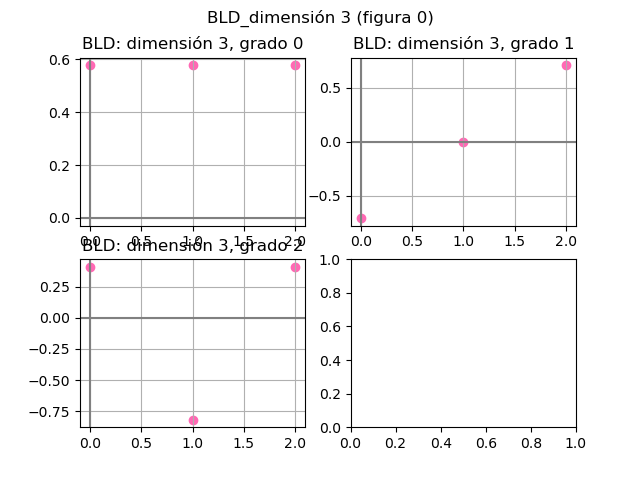 BLD_dimensión 3 (figura 0)
BLD: dimensión 3, grado 0
0.6
0.4
0.2
0.0
0.0 0.5 1.0 1.5 2.0
BLD: dimensión 3, grado 1
0.5
0.0
−0.5
0.0 0.5 1.0 1.5 2.0
BLD: dimensión 3, grado 2
0.25
0.00
−0.25
−0.50
−0.75
0.0 0.5 1.0 1.5 2.0
1.0
0.8
0.6
0.4
0.2
0.0
0.0 0.2 0.4 0.6 0.8 1.0